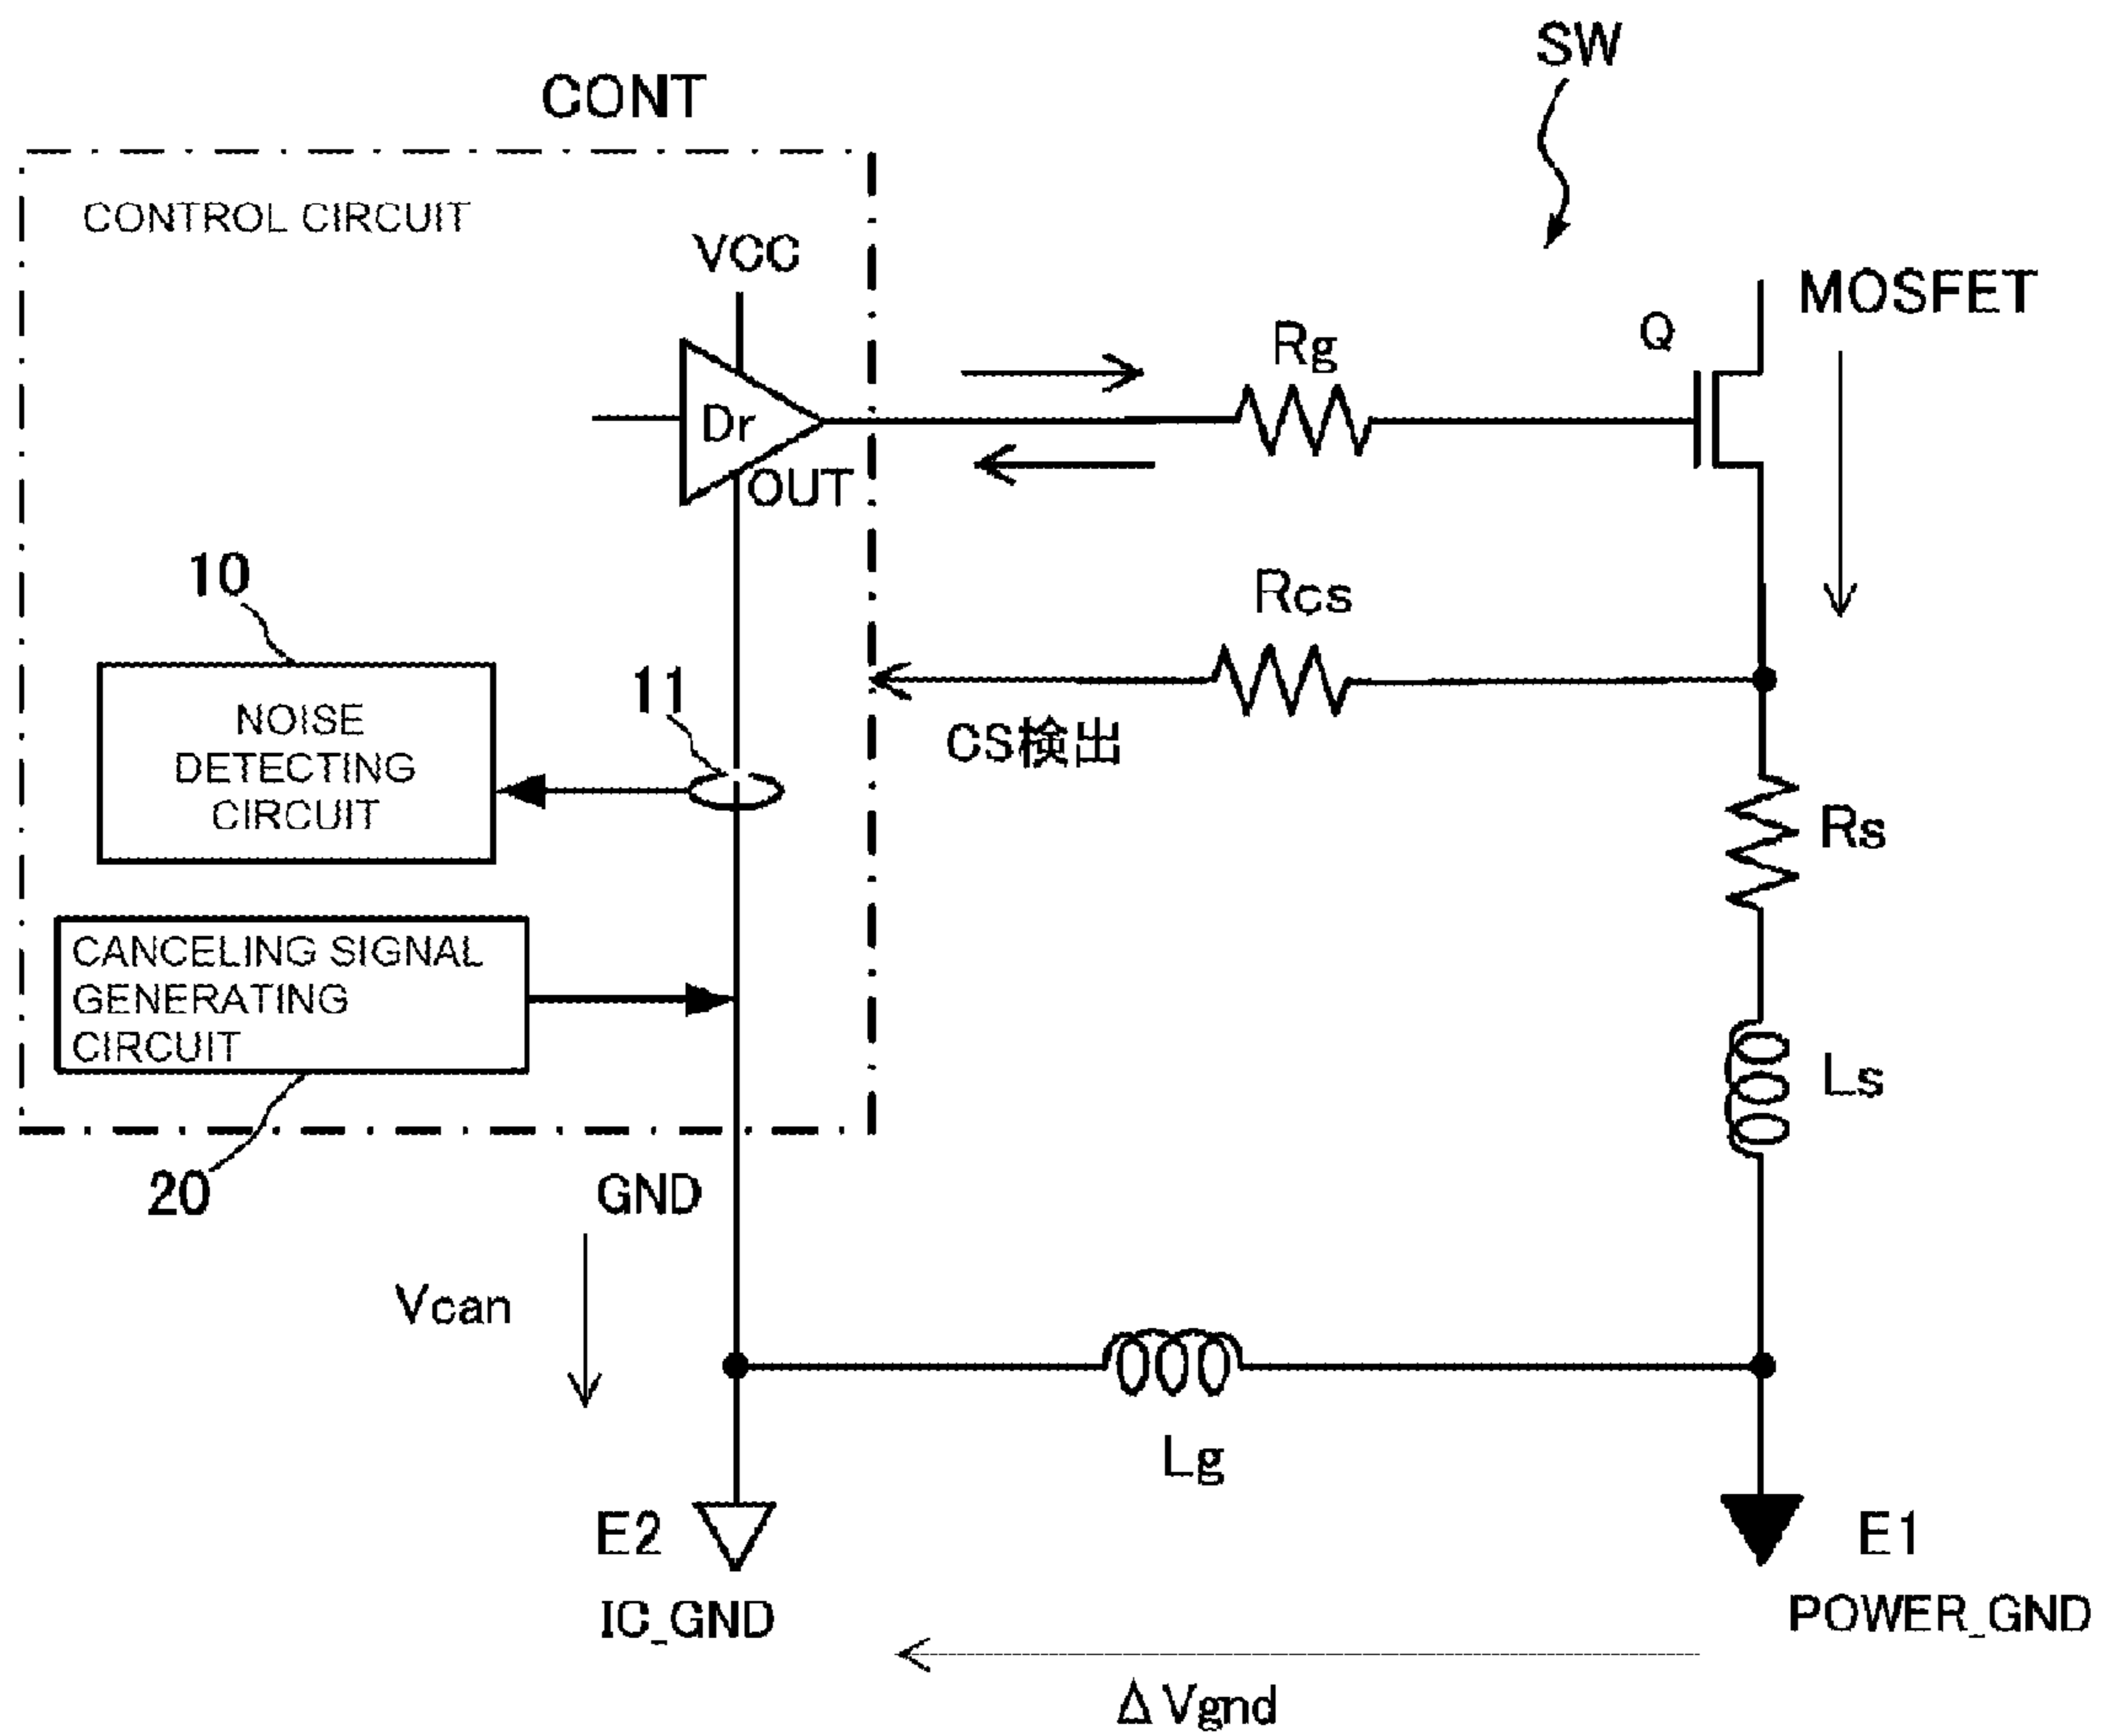 SW
CONT
CONTROL CIRCUIT
VCC
MOSFET
Q
Rg
Dr
OUT
10
Rcs
11
NOISE
DETECTING
CIRCUIT
CS検出
Rs
CANCELING SIGNAL
GENERATING
CIRCUIT
Ls
20
GND
Vcan
Lg
E2
E1
IC_GND
POWER_GND
ΔVgnd